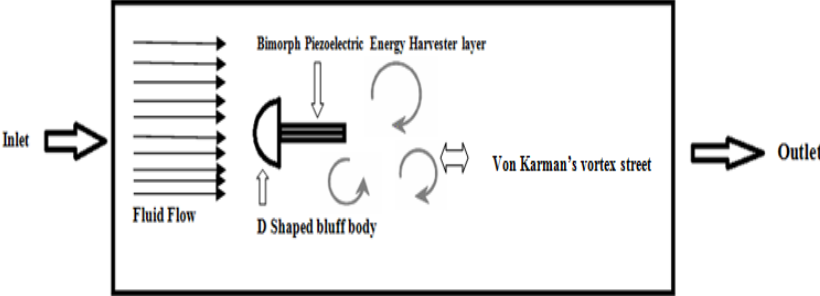 Bimorph Piezoelectric Energy Harvester layer
Inlet
Von Karman's vortex street
Outlet
Fluid Flow
D Shaped bluff body